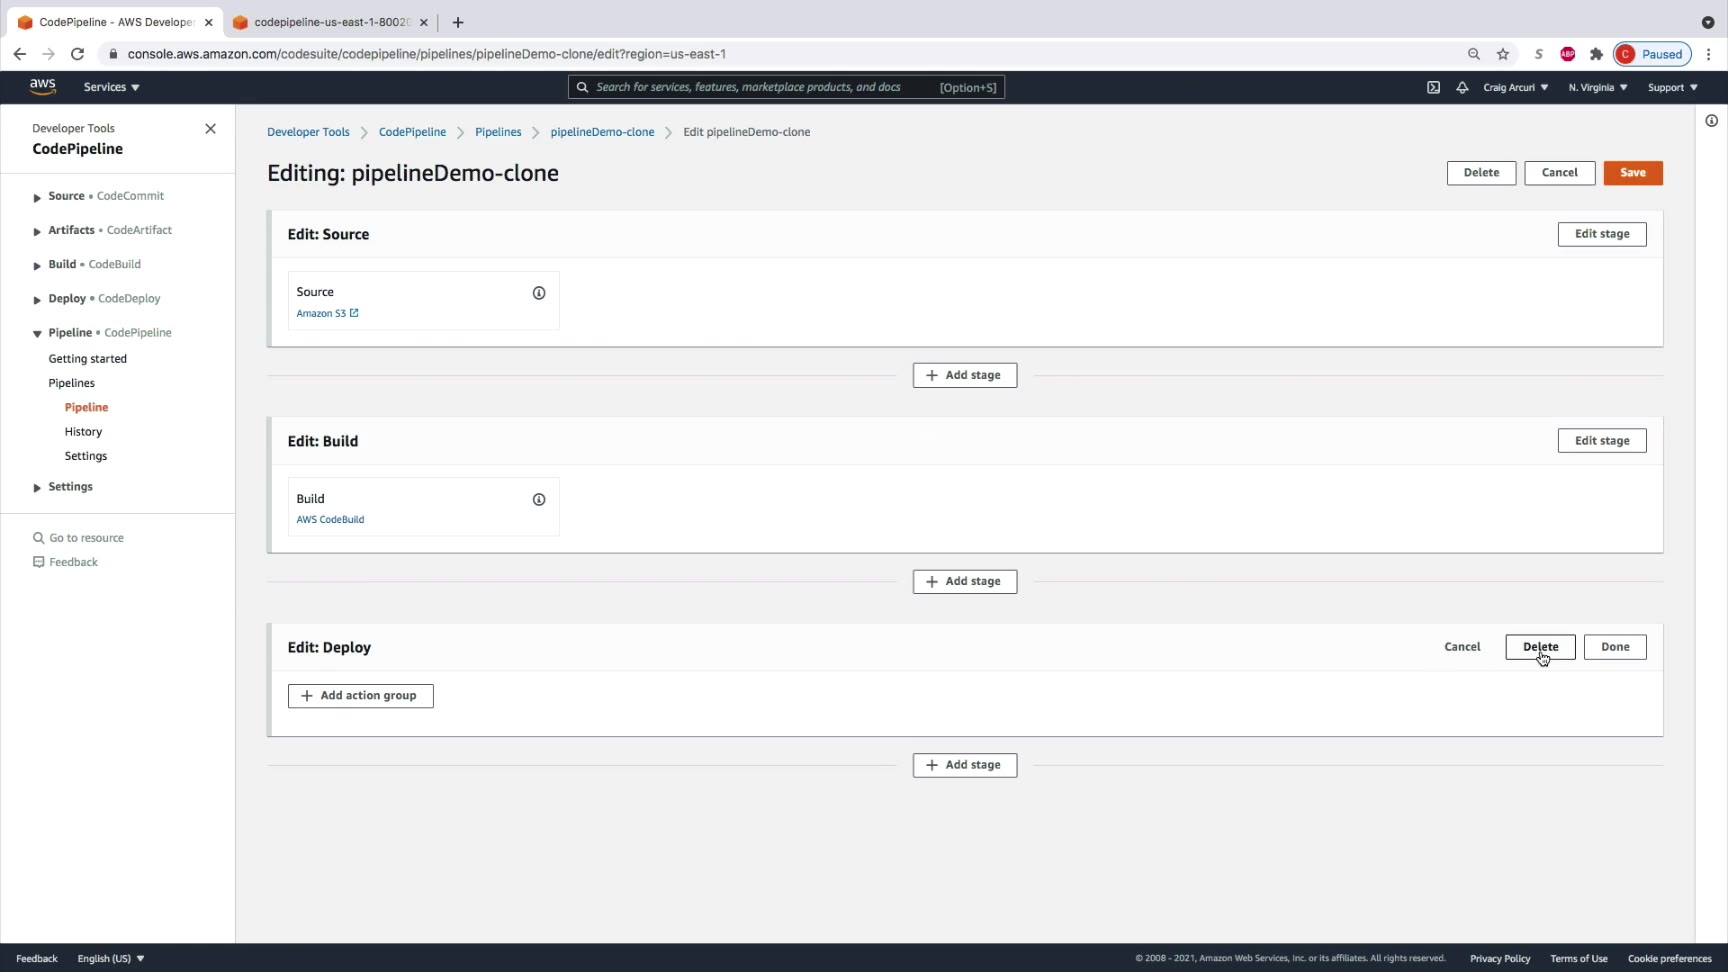 CodePipeline - AWS Developer
codepipeline-us-east-1-80020
console.aws.amazon.com/codesuite/codepipeline/pipelines/pipelineDemo-clone/edit?region=us-east-1
S
ABP
C Paused
aws Services
Search for services, features, marketplace products, and docs [Option+S]
Craig Arcuri N. Virginia Support
Developer Tools
CodePipeline
Source • CodeCommit
Artifacts • CodeArtifact
Build • CodeBuild
Deploy • CodeDeploy
Pipeline • CodePipeline
Getting started
Pipelines
Pipeline
History
Settings
Settings
Go to resource
Feedback
Developer Tools > CodePipeline > Pipelines > pipelineDemo-clone > Edit pipelineDemo-clone
Editing: pipelineDemo-clone
Delete Cancel Save
Edit: Source
Edit stage
Source
Amazon S3
+ Add stage
Edit: Build
Edit stage
Build
AWS CodeBuild
+ Add stage
Edit: Deploy
Cancel Delete Done
+ Add action group
+ Add stage
Feedback English (US)
© 2008 - 2021, Amazon Web Services, Inc. or its affiliates. All rights reserved. Privacy Policy Terms of Use Cookie preferences